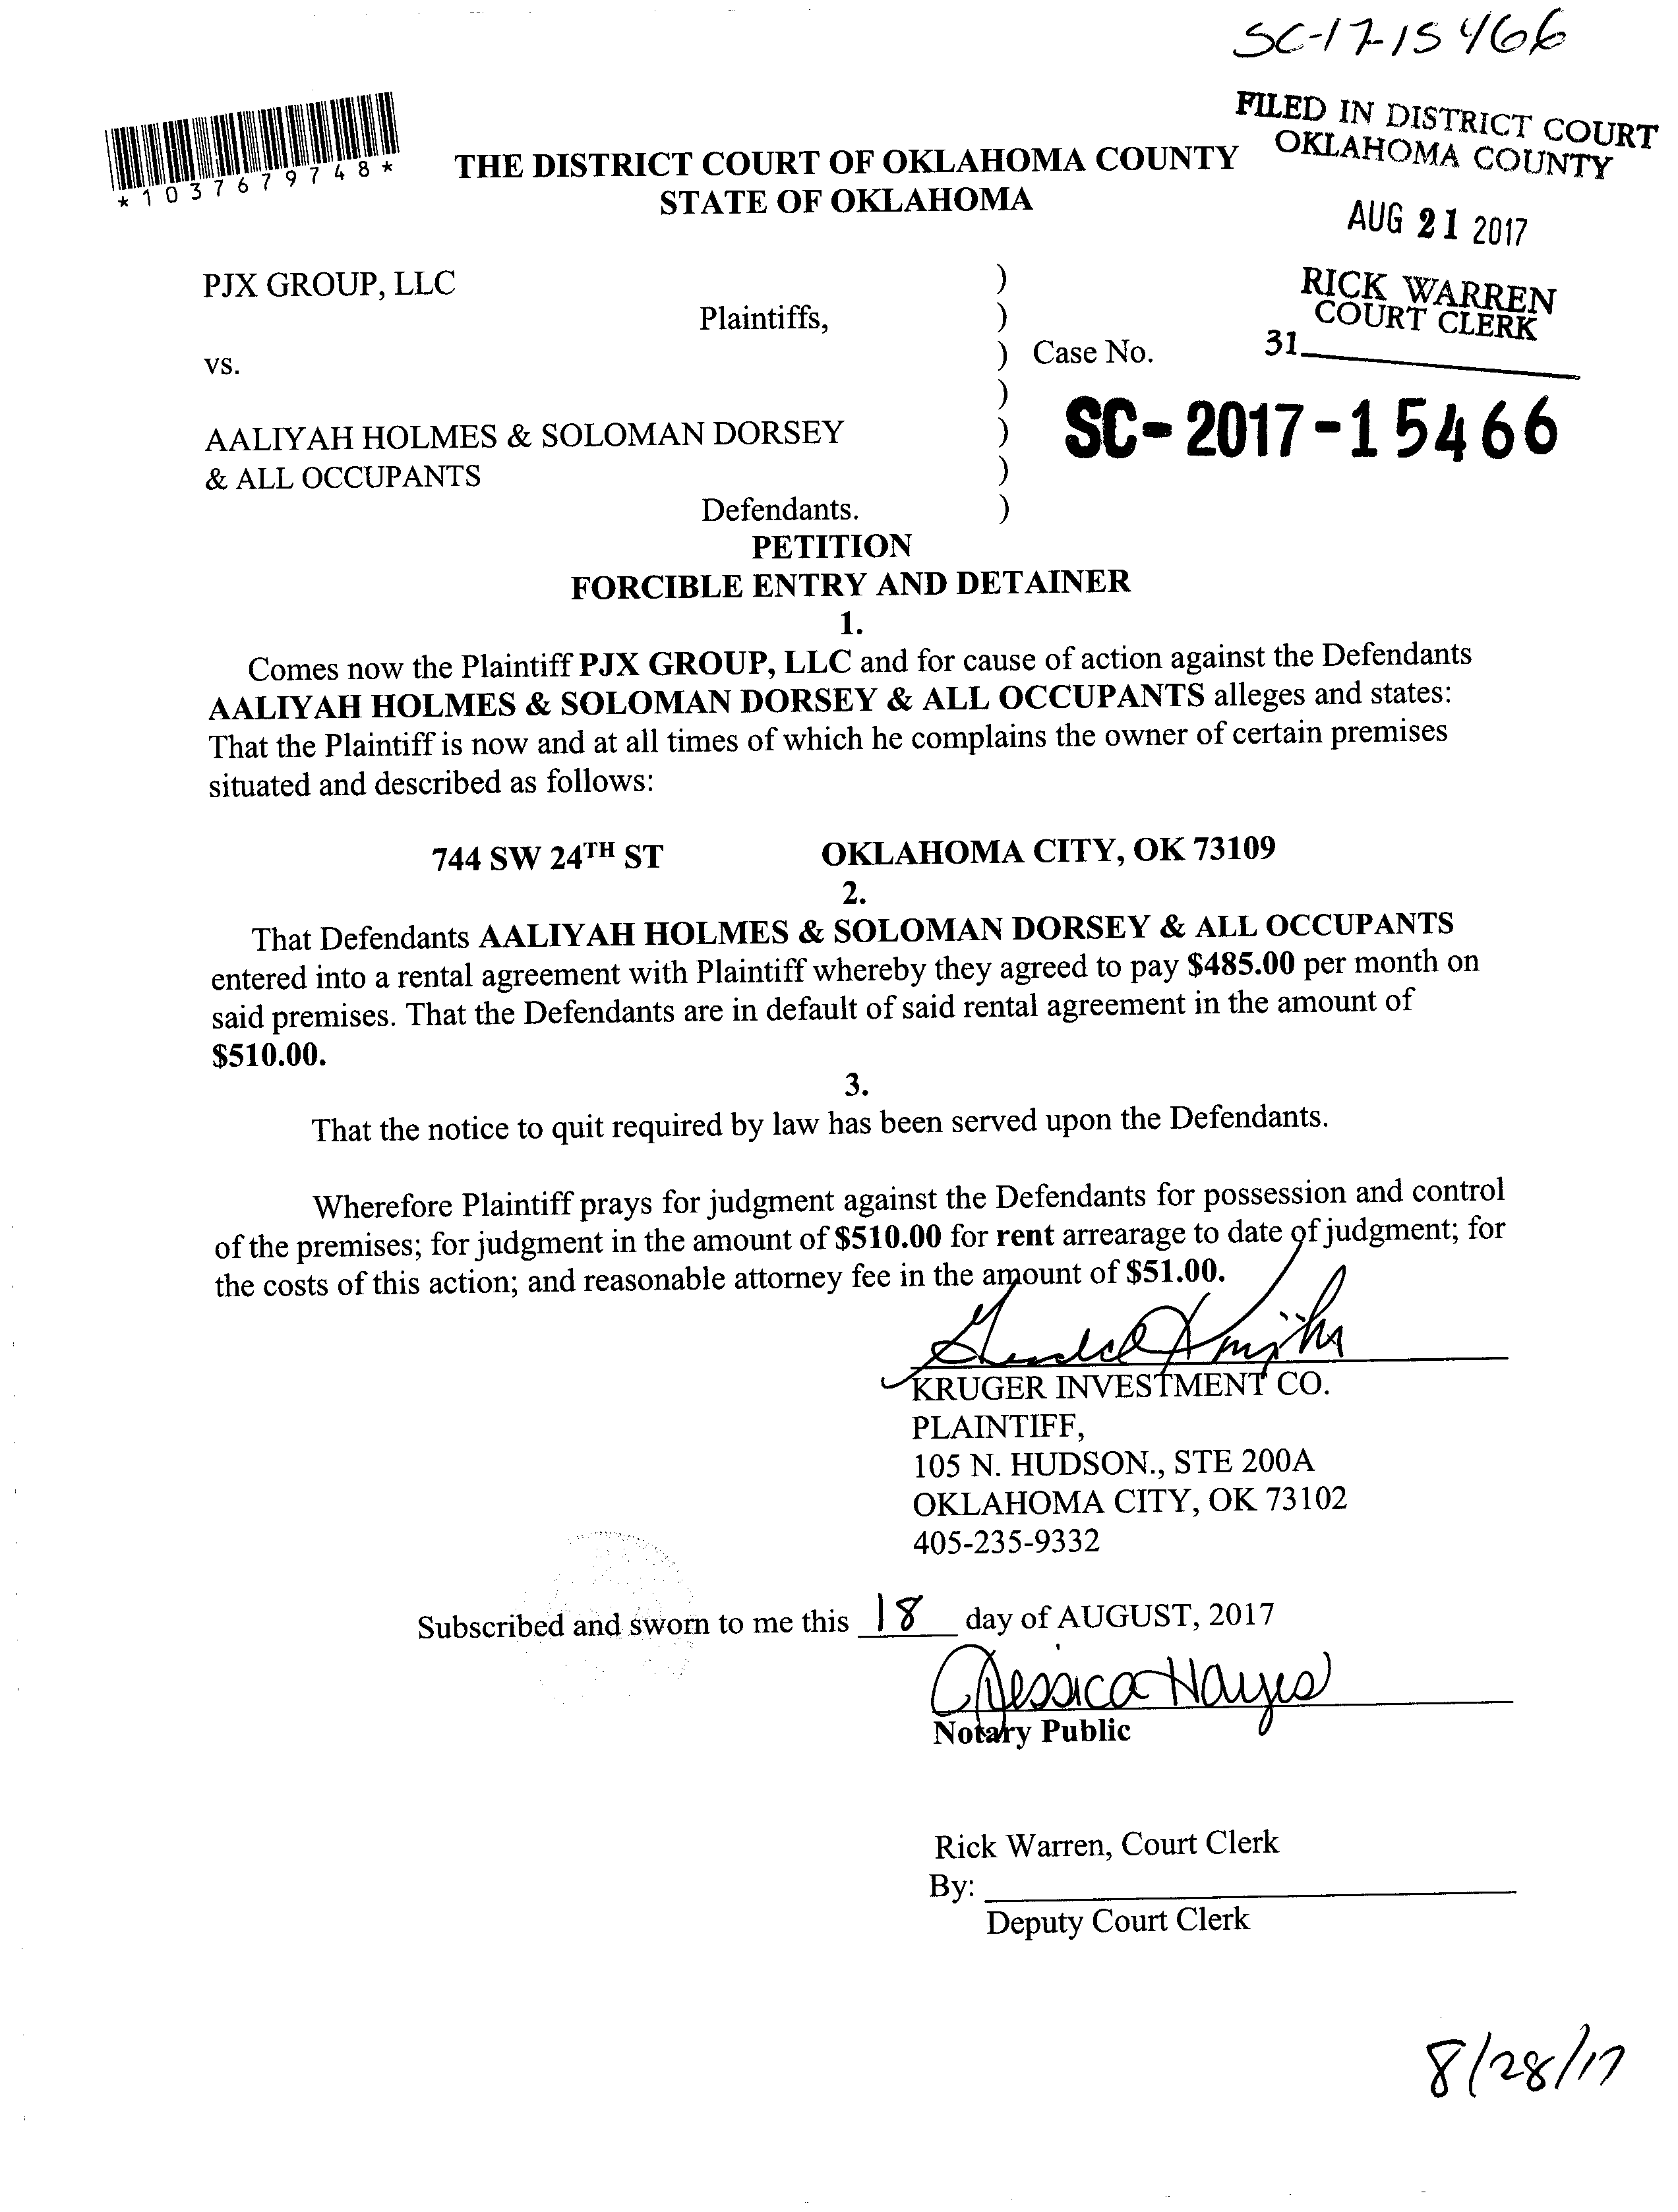 SC-17-15466
FILED IN DISTRICT COURT
OKLAHOMA COUNTY
*1037679748*
THE DISTRICT COURT OF OKLAHOMA COUNTY
STATE OF OKLAHOMA
AUG 21 2017
PJX GROUP, LLC )
Plaintiffs, )
RICK WARREN
COURT CLERK
31
vs. ) Case No.
)
SC-2017-15466
AALIYAH HOLMES & SOLOMAN DORSEY )
& ALL OCCUPANTS )
Defendants. )
PETITION
FORCIBLE ENTRY AND DETAINER
1.
Comes now the Plaintiff PJX GROUP, LLC and for cause of action against the Defendants
AALIYAH HOLMES & SOLOMAN DORSEY & ALL OCCUPANTS alleges and states:
That the Plaintiff is now and at all times of which he complains the owner of certain premises
situated and described as follows:
744 SW 24TH ST OKLAHOMA CITY, OK 73109
2.
That Defendants AALIYAH HOLMES & SOLOMAN DORSEY & ALL OCCUPANTS
entered into a rental agreement with Plaintiff whereby they agreed to pay $485.00 per month on
said premises. That the Defendants are in default of said rental agreement in the amount of
$510.00.
3.
That the notice to quit required by law has been served upon the Defendants.
Wherefore Plaintiff prays for judgment against the Defendants for possession and control
of the premises; for judgment in the amount of $510.00 for rent arrearage to date of judgment; for
the costs of this action; and reasonable attorney fee in the amount of $51.00.
KRUGER INVESTMENT CO.
PLAINTIFF,
105 N. HUDSON., STE 200A
OKLAHOMA CITY, OK 73102
405-235-9332
Subscribed and sworn to me this 18 day of AUGUST, 2017
Jessica Hayes
Notary Public
Rick Warren, Court Clerk
By:
Deputy Court Clerk
8/28/17